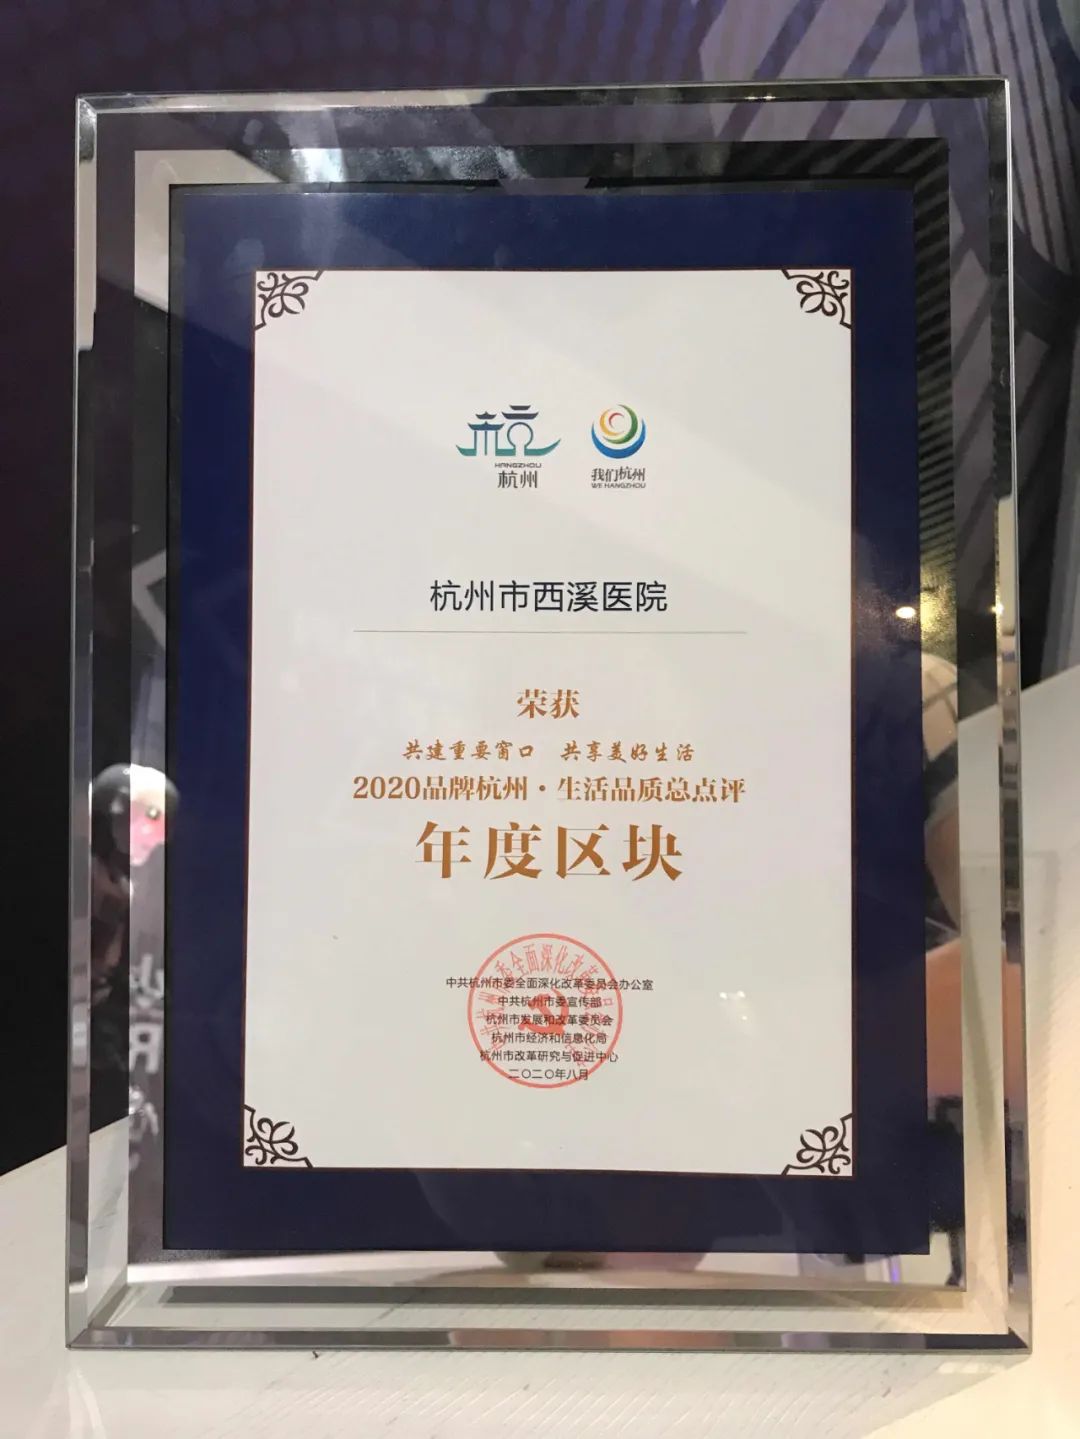 杭
HANGZHOU
杭州
我们杭州
WE HANGZHOU
杭州市西溪医院
荣获
共建重要窗口 共享美好生活
2020品牌杭州·生活品质总点评
年度区块
中共杭州市委全面深化改革委员会办公室
中共杭州市委宣传部
杭州市发展和改革委员会
杭州市经济和信息化局
杭州市改革研究与促进中心
二〇二〇年八月